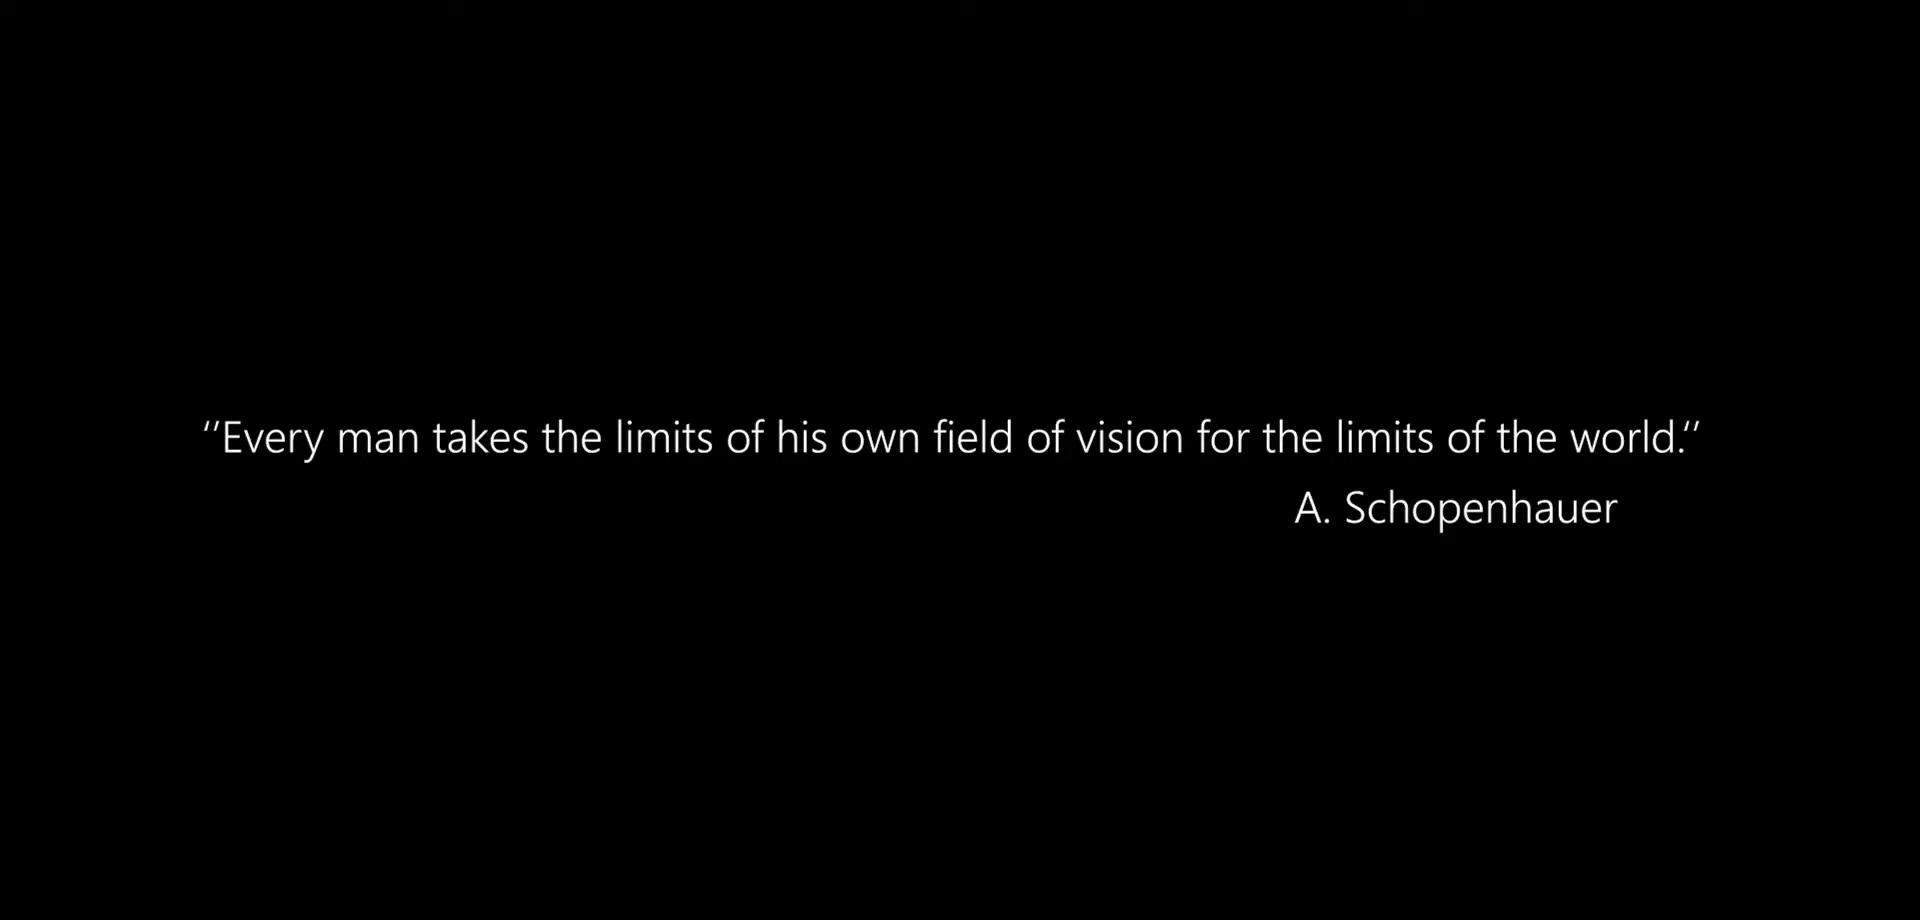 ‘‘Every man takes the limits of his own field of vision for the limits of the world.‘‘
A. Schopenhauer